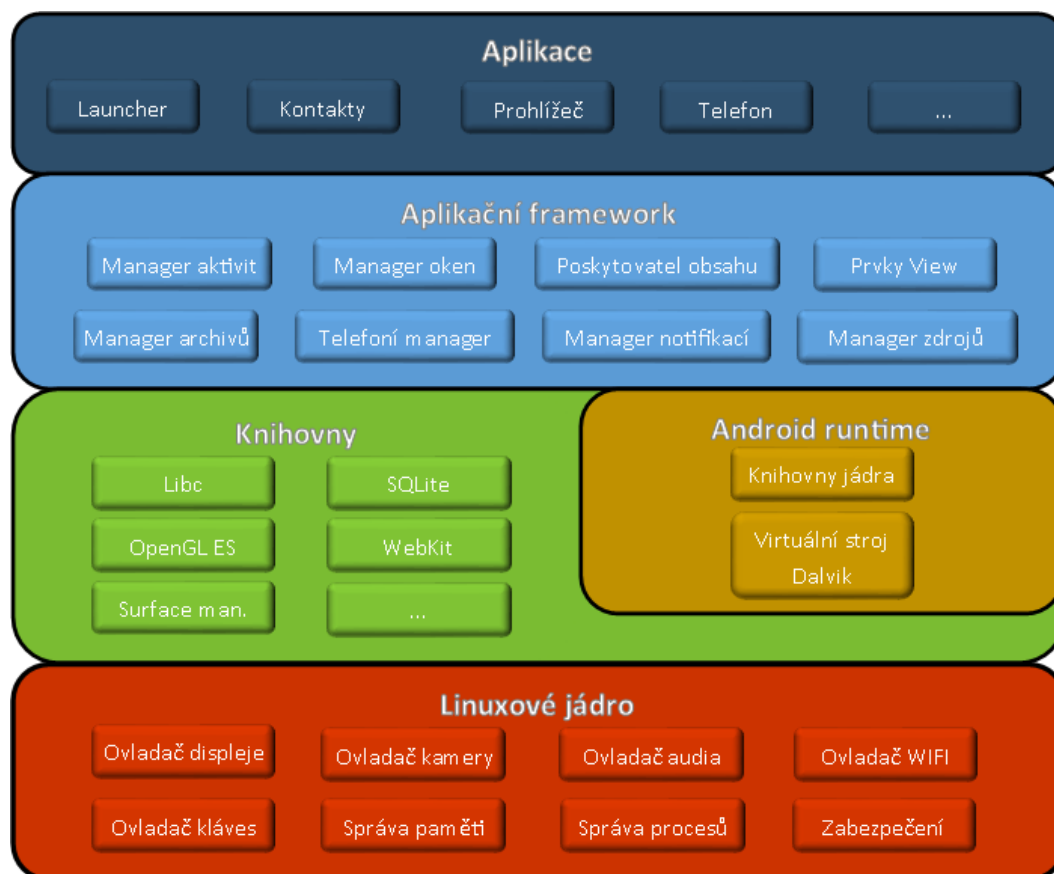 Aplikace
Launcher
Kontakty
Prohlížeč
Telefon
...
Aplikační framework
Manager aktivit
Manager oken
Poskytovatel obsahu
Prvky View
Manager archivů
Telefoní manager
Manager notifikací
Manager zdrojů
Knihovny
Libc
SQLite
OpenGL ES
WebKit
Surface man.
...
Android runtime
Knihovny jádra
Virtuální stroj
Dalvik
Linuxové jádro
Ovladač displeje
Ovladač kamery
Ovladač audia
Ovladač WIFI
Ovladač kláves
Správa paměti
Správa procesů
Zabezpečení